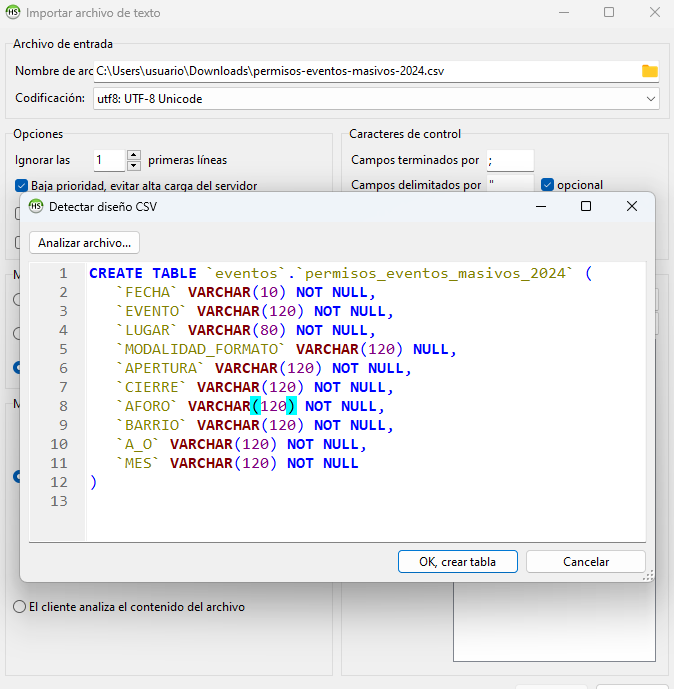 HS Importar archivo de texto
Archivo de entrada
Nombre de arc C:\Users\usuario\Downloads\permisos-eventos-masivos-2024.csv
Codificación: utf8: UTF-8 Unicode
Opciones
Caracteres de control
Ignorar las 1 primeras líneas
Campos terminados por ;
Baja prioridad, evitar alta carga del servidor
Campos delimitados por " opcional
HS Detectar diseño CSV
Analizar archivo...
1 CREATE TABLE `eventos`.`permisos_eventos_masivos_2024` (
2 `FECHA` VARCHAR(10) NOT NULL,
3 `EVENTO` VARCHAR(120) NOT NULL,
4 `LUGAR` VARCHAR(80) NOT NULL,
5 `MODALIDAD_FORMATO` VARCHAR(120) NULL,
6 `APERTURA` VARCHAR(120) NOT NULL,
7 `CIERRE` VARCHAR(120) NOT NULL,
8 `AFORO` VARCHAR(120) NOT NULL,
9 `BARRIO` VARCHAR(120) NOT NULL,
10 `A_O` VARCHAR(120) NOT NULL,
11 `MES` VARCHAR(120) NOT NULL
12 )
13
OK, crear tabla
Cancelar
El cliente analiza el contenido del archivo